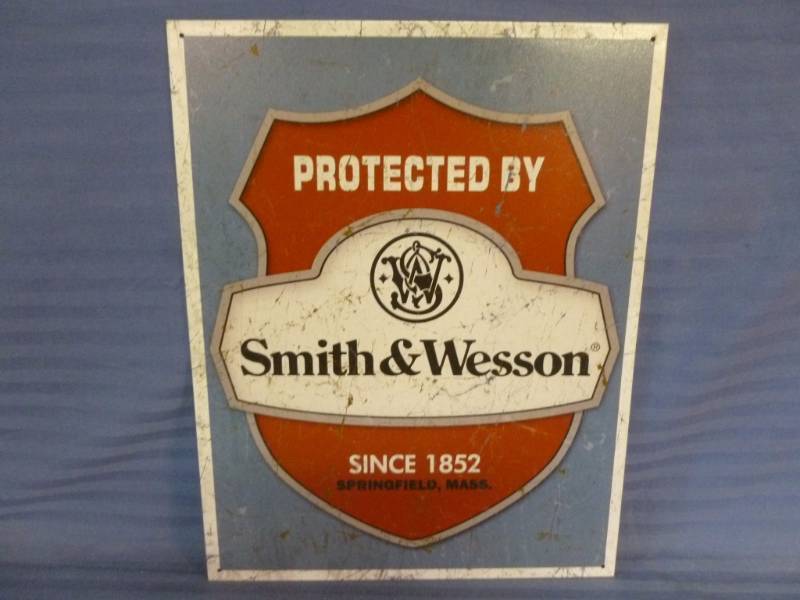 PROTECTED BY
Smith & Wesson®
SINCE 1852
SPRINGFIELD, MASS.